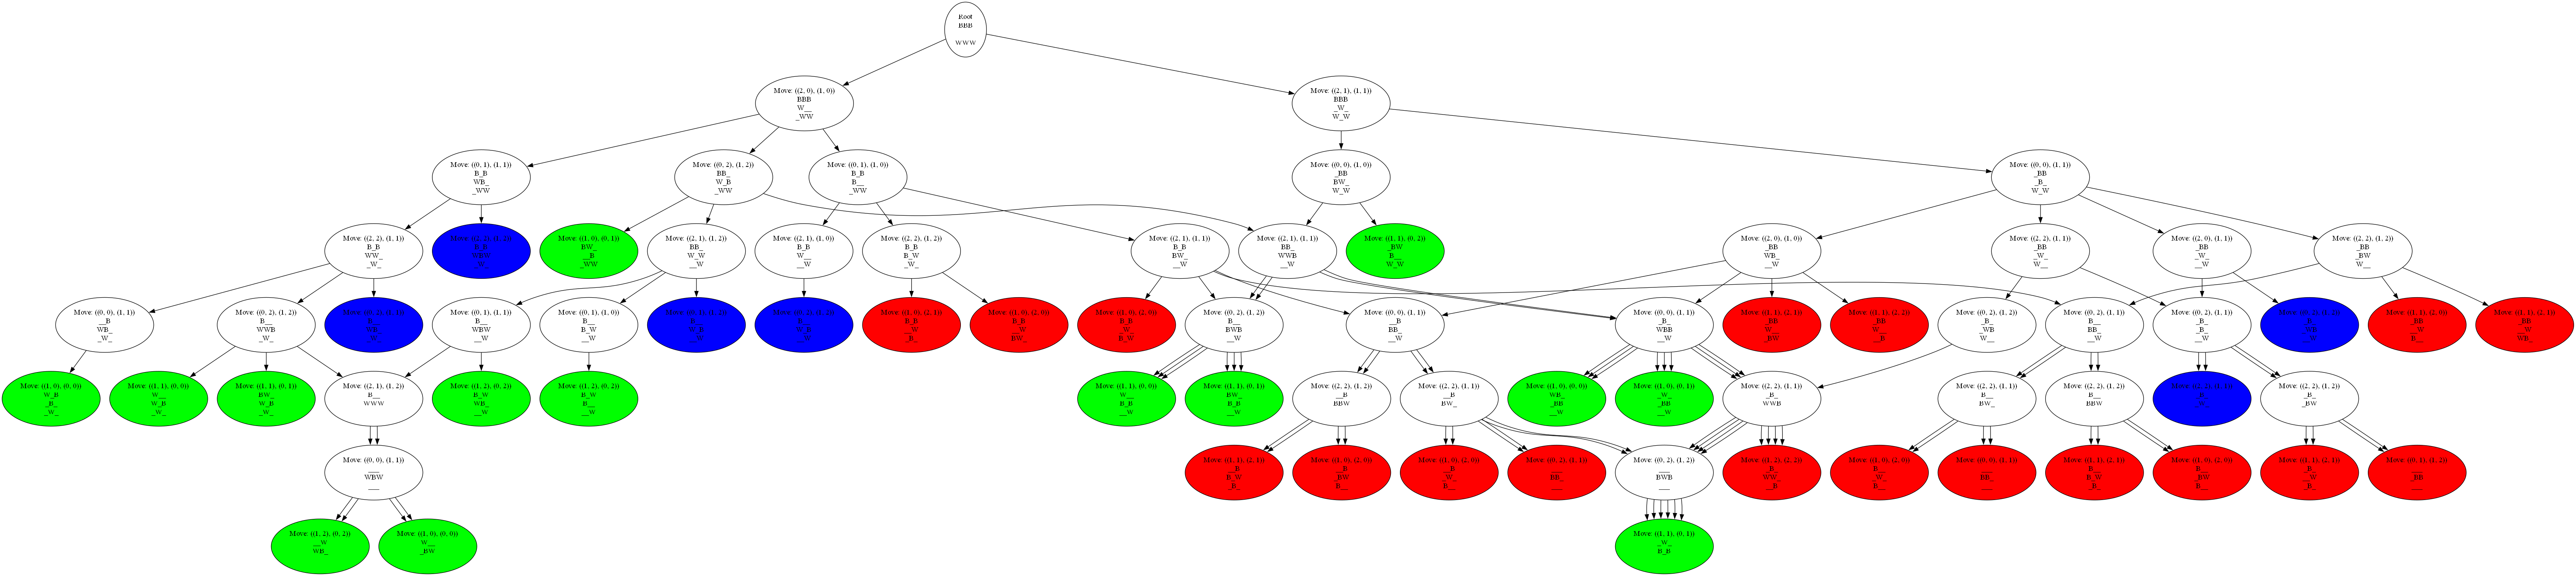 Root
BBB
WWW
Move: ((2, 0), (1, 0))
BBB
W__
_WW
Move: ((2, 1), (1, 1))
BBB
_W_
W_W
Move: ((0, 1), (1, 1))
B_B
WB_
_WW
Move: ((0, 2), (1, 2))
BB_
W_B
_WW
Move: ((0, 1), (1, 0))
B_B
B__
_WW
Move: ((0, 0), (1, 0))
_BB
BW_
W_W
Move: ((0, 0), (1, 1))
_BB
_B_
W_W
Move: ((2, 2), (1, 1))
B_B
WW_
_W_
B_B
Move: ((1, 0), (0, 1))
BW_
__B
_WW
Move: ((2, 1), (1, 2))
BB_
W_W
__W
Move: ((2, 1), (1, 0))
B_B
W__
__W
Move: ((2, 2), (1, 2))
B_B
B_W
_W_
Move: ((2, 1), (1, 1))
B_B
BW_
__W
Move: ((2, 1), (1, 1))
BB_
WWB
__W
Move: ((1, 1), (0, 2))
_BW
B__
W_W
Move: ((2, 0), (1, 0))
_BB
WB_
__W
Move: ((2, 2), (1, 1))
_BB
_W_
W__
Move: ((2, 0), (1, 1))
_BB
_W_
__W
Move: ((2, 2), (1, 2))
_BB
_BW
W__
Move: ((0, 0), (1, 1))
__B
WB_
_W_
Move: ((0, 2), (1, 2))
B__
WWB
_W_
Move: ((0, 1), (1, 1))
B__
WBW
__W
Move: ((0, 1), (1, 0))
B__
B_W
__W
Move: ((1, 0), (2, 1))
B_B
__W
_B_
Move: ((1, 0), (2, 0))
B_B
__W
BW_
Move: ((1, 0), (2, 0))
B_B
_W_
B_W
Move: ((0, 2), (1, 2))
B__
BWB
__W
Move: ((0, 0), (1, 1))
__B
BB_
__W
Move: ((0, 0), (1, 1))
_B_
WBB
__W
Move: ((1, 1), (2, 1))
_BB
W__
_BW
Move: ((1, 1), (2, 2))
_BB
W__
__B
Move: ((0, 2), (1, 2))
_B_
_WB
W__
Move: ((0, 2), (1, 1))
B__
BB_
__W
Move: ((0, 2), (1, 1))
_B_
_B_
__W
Move: ((1, 1), (2, 0))
_BB
__W
B__
Move: ((1, 1), (2, 1))
_BB
__W
WB_
Move: ((1, 0), (0, 0))
W_B
_B_
_W_
Move: ((1, 1), (0, 0))
W__
W_B
_W_
Move: ((1, 1), (0, 1))
BW_
W_B
_W_
Move: ((2, 1), (1, 2))
B__
WWW
Move: ((1, 2), (0, 2))
B_W
WB_
__W
Move: ((1, 2), (0, 2))
B_W
B__
__W
Move: ((1, 1), (0, 0))
W__
B_B
__W
Move: ((1, 1), (0, 1))
BW_
B_B
__W
Move: ((2, 2), (1, 2))
__B
BBW
Move: ((2, 2), (1, 1))
__B
BW_
Move: ((1, 0), (0, 0))
WB_
_BB
__W
Move: ((1, 0), (0, 1))
_W_
_BB
__W
Move: ((2, 2), (1, 1))
_B_
WWB
Move: ((2, 2), (1, 1))
B__
BW_
Move: ((2, 2), (1, 2))
B__
BBW
Move: ((2, 2), (1, 2))
_B_
_BW
Move: ((0, 0), (1, 1))
___
WBW
___
Move: ((1, 1), (2, 1))
__B
B_W
_B_
Move: ((1, 0), (2, 0))
__B
_BW
B__
Move: ((1, 0), (2, 0))
__B
_W_
B__
Move: ((0, 2), (1, 1))
___
BB_
___
Move: ((0, 2), (1, 2))
___
BWB
___
Move: ((1, 2), (2, 2))
_B_
WW_
__B
Move: ((1, 0), (2, 0))
B__
_W_
B__
Move: ((0, 0), (1, 1))
___
BB_
___
Move: ((1, 1), (2, 1))
B__
B_W
_B_
Move: ((1, 0), (2, 0))
B__
_BW
B__
Move: ((1, 1), (2, 1))
_B_
__W
_B_
Move: ((0, 1), (1, 2))
___
_BB
___
Move: ((1, 2), (0, 2))
__W
WB_
Move: ((1, 0), (0, 0))
W__
_BW
Move: ((1, 1), (0, 1))
_W_
B_B